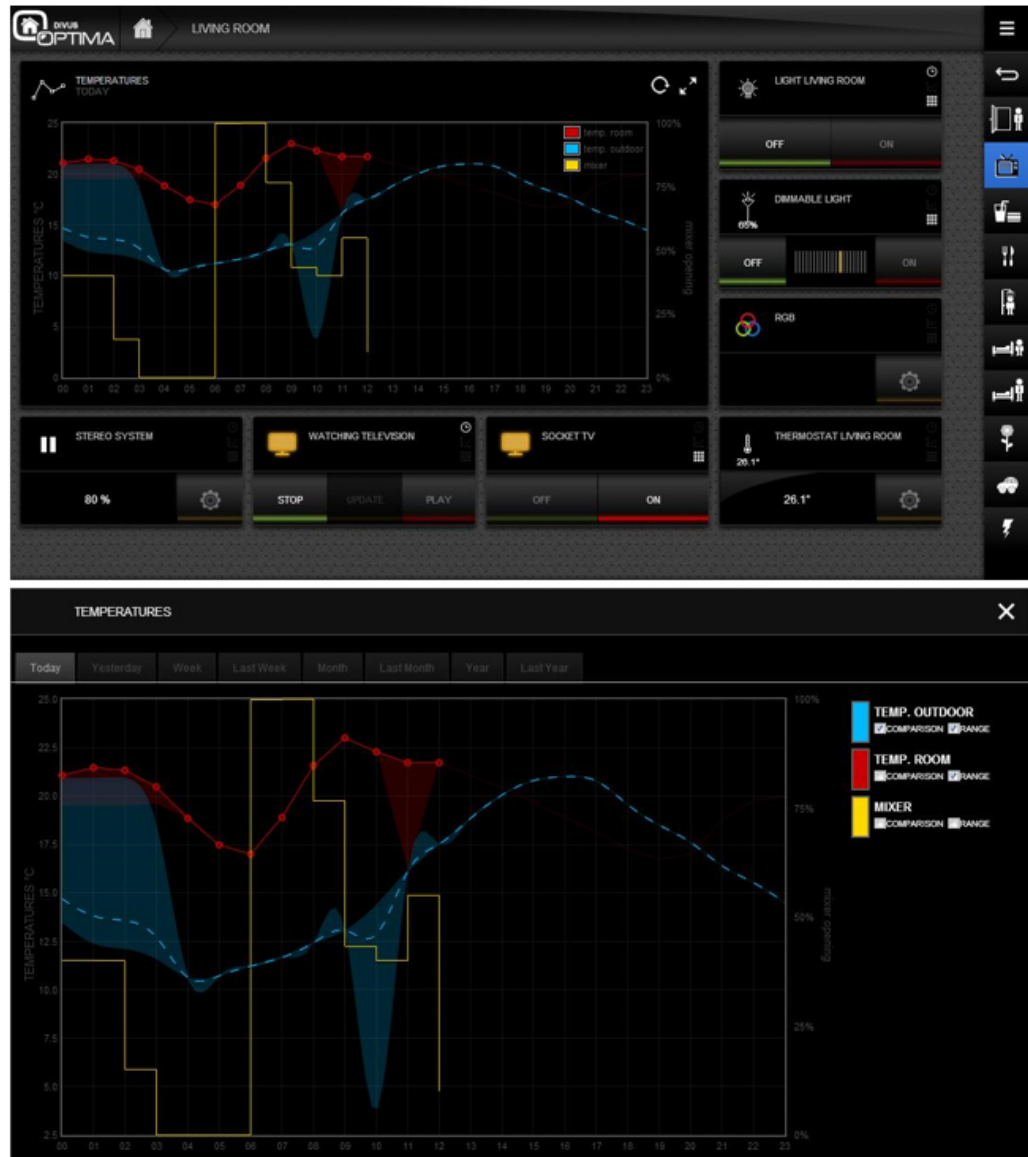 DIVUS
OPTIMA
LIVING ROOM
TEMPERATURES
TODAY
25
20
15
10
5
0
TEMPERATURES °C
100%
75%
50%
25%
0%
mixer opening
temp. room
temp. outdoor
mixer
00 01 02 03 04 05 06 07 08 09 10 11 12 13 14 15 16 17 18 19 20 21 22 23
LIGHT LIVING ROOM
OFF ON
DIMMABLE LIGHT
65%
OFF ON
RGB
STEREO SYSTEM
80 %
WATCHING TELEVISION
STOP UPDATE PLAY
SOCKET TV
OFF ON
THERMOSTAT LIVING ROOM
26.1°
26.1°
TEMPERATURES
Today Yesterday Week Last Week Month Last Month Year Last Year
25.0
22.5
20.0
17.5
15.0
12.5
10.0
7.5
5.0
2.5
TEMPERATURES °C
100%
75%
50%
25%
0%
mixer opening
00 01 02 03 04 05 06 07 08 09 10 11 12 13 14 15 16 17 18 19 20 21 22 23
TEMP. OUTDOOR
COMPARISON RANGE
TEMP. ROOM
COMPARISON RANGE
MIXER
COMPARISON RANGE